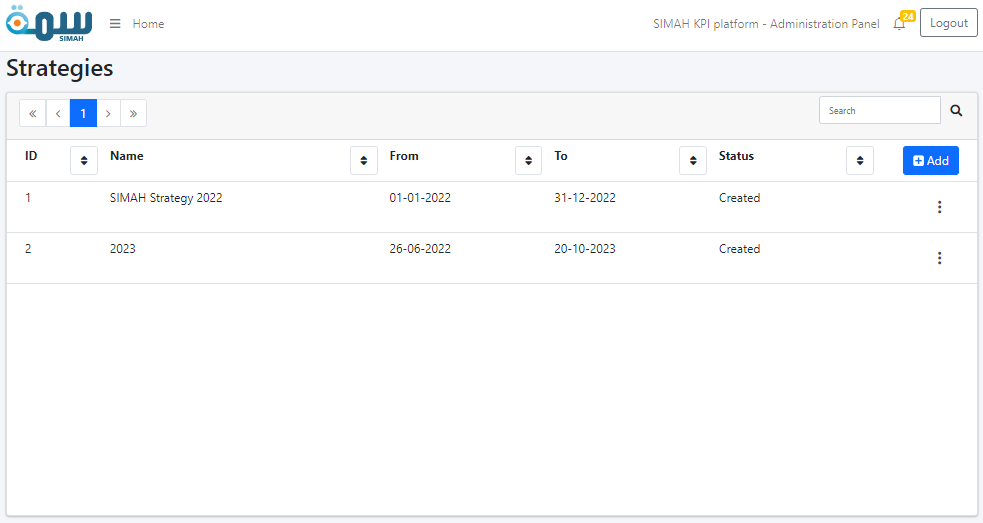 سمة
SIMAH
Home
SIMAH KPI platform - Administration Panel
24
Logout
Strategies
« ‹ 1 › »
Search
ID Name From To Status Add
1 SIMAH Strategy 2022 01-01-2022 31-12-2022 Created
2 2023 26-06-2022 20-10-2023 Created